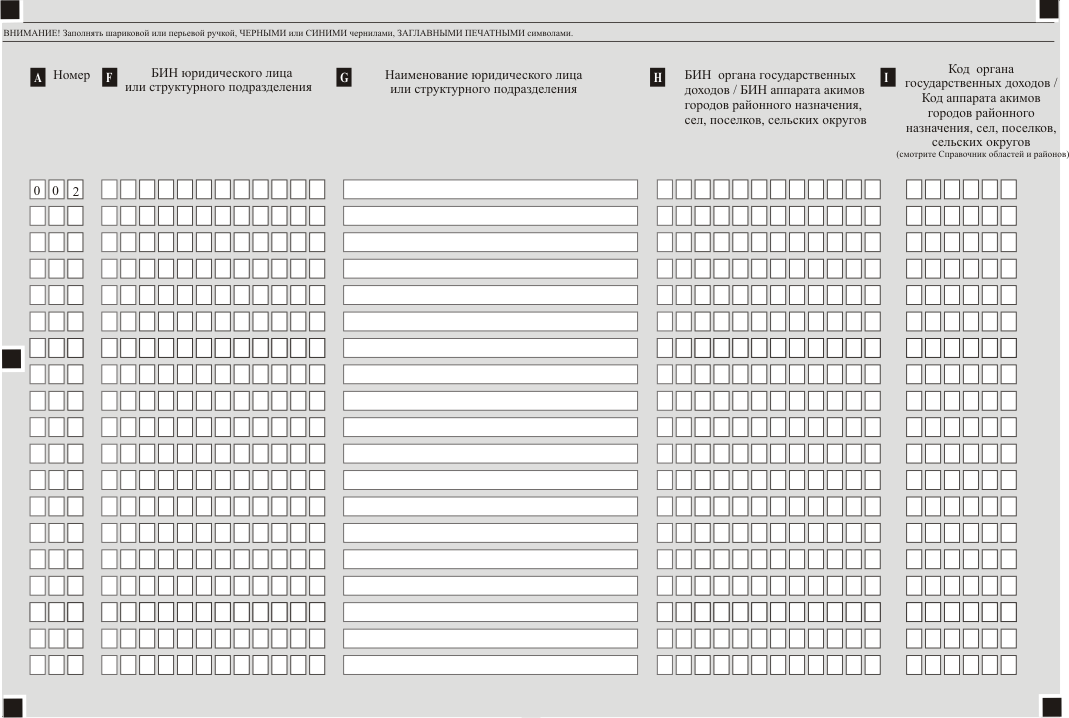 ВНИМАНИЕ! Заполнять шариковой или перьевой ручкой, ЧЕРНЫМИ или СИНИМИ чернилами, ЗАГЛАВНЫМИ ПЕЧАТНЫМИ символами.
A Номер
F БИН юридического лица
или структурного подразделения
G Наименование юридического лица
или структурного подразделения
H БИН органа государственных
доходов / БИН аппарата акимов
городов районного назначения,
сел, поселков, сельских округов
I Код органа
государственных доходов /
Код аппарата акимов
городов районного
назначения, сел, поселков,
сельских округов
(смотрите Справочник областей и районов)
0 0 2